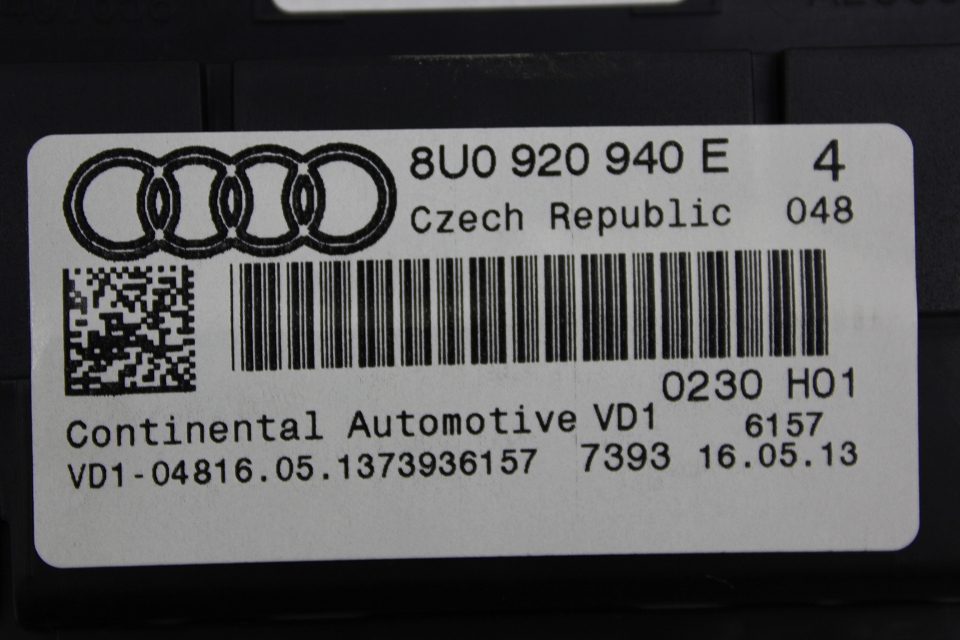 8U0 920 940 E 4
Czech Republic 048
0230 H01
Continental Automotive VD1 6157
VD1-04816.05.1373936157 7393 16.05.13